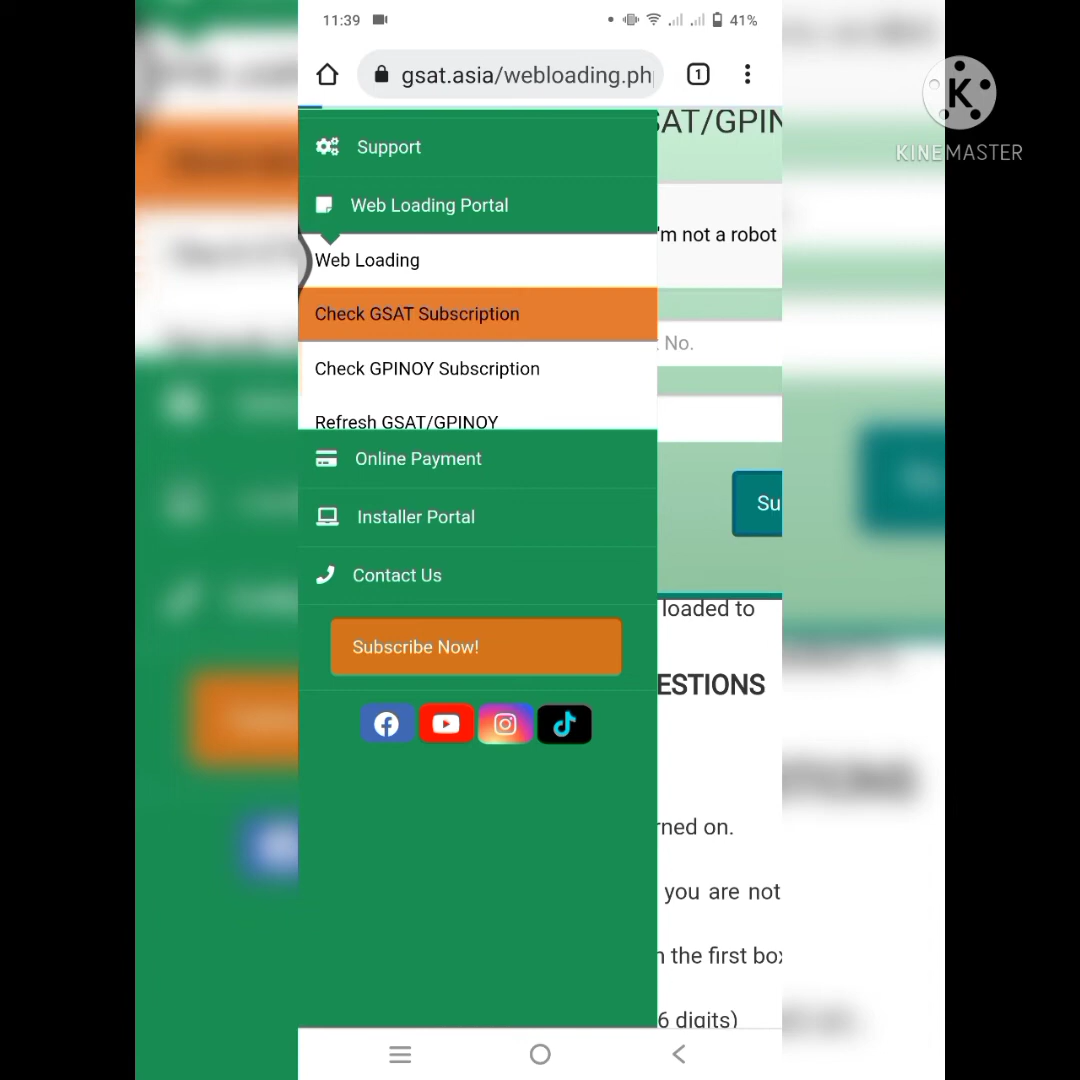 11:39
41%
gsat.asia/webloading.ph
1
K
KINEMASTER
SAT/GPIN
Support
Web Loading Portal
I'm not a robot
Web Loading
Check GSAT Subscription
No.
Check GPINOY Subscription
Refresh GSAT/GPINOY
Online Payment
Su
Installer Portal
Contact Us
loaded to
Subscribe Now!
ESTIONS
rned on.
you are not
n the first box
6 digits)